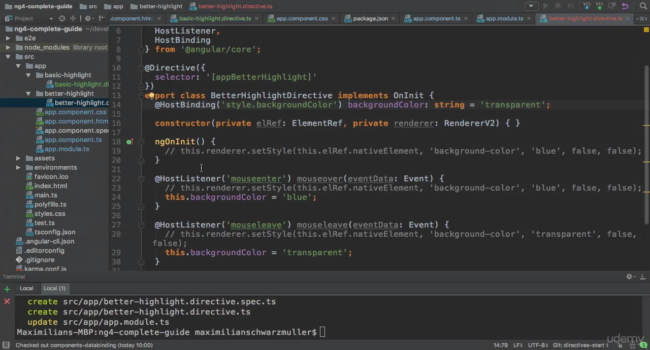 ng4-complete-guide
src
app
better-highlight
better-highlight.directive.ts
Project
component.htm
basic-highlight.directive.ts
app.component.css
package.json
app.component.ts
app.module.ts
better-highlight.directive.ts
ng4-complete-guide
e2e
node_modules library root
src
app
basic-highlight
basic-highlight.di
better-highlight
better-highlight.d
app.component.css
app.component.htm
app.component.spe
app.component.ts
app.module.ts
assets
environments
favicon.ico
index.html
main.ts
polyfills.ts
styles.css
test.ts
tsconfig.json
.angular-cli.json
.editorconfig
.gitignore
karma.conf.js
6 HostListener,
7 HostBinding
8 } from '@angular/core';
9
10 @Directive({
11 selector: '[appBetterHighlight]'
12 })
13 export class BetterHighlightDirective implements OnInit {
14 @HostBinding('style.backgroundColor') backgroundColor: string = 'transparent';
15
16 constructor(private elRef: ElementRef, private renderer: RendererV2) { }
17
18 ngOnInit() {
19 // this.renderer.setStyle(this.elRef.nativeElement, 'background-color', 'blue', false, false);
20 }
21
22 @HostListener('mouseenter') mouseover(eventData: Event) {
23 // this.renderer.setStyle(this.elRef.nativeElement, 'background-color', 'blue', false, false);
24 this.backgroundColor = 'blue';
25 }
26
27 @HostListener('mouseleave') mouseleave(eventData: Event) {
28 // this.renderer.setStyle(this.elRef.nativeElement, 'background-color', 'transparent', false,
false);
29 this.backgroundColor = 'transparent';
30 }
31
Terminal
Local
Local (1)
create src/app/better-highlight.directive.spec.ts
create src/app/better-highlight.directive.ts
update src/app/app.module.ts
Maximilians-MBP:ng4-complete-guide maximilianschwarzmuller$
udemy
Checked out components-databinding (today 10:00)
14:79 LF÷ UTF-8÷ Git: directives-start